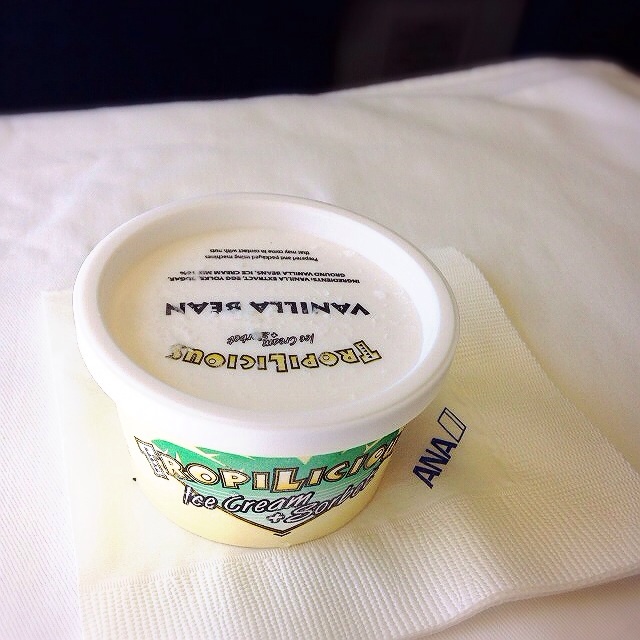 TROPILICIOUS
Ice Cream
+ Sorbet
VANILLA BEAN
INGREDIENTS: VANILLA EXTRACT, EGG YOLKS, SUGAR,
GROUND VANILLA BEANS, ICE CREAM MIX 16%
Prepared and packaged using machines
that may come in contact with nuts
TROPILICIOUS
Ice Cream
+ Sorbet
ANA